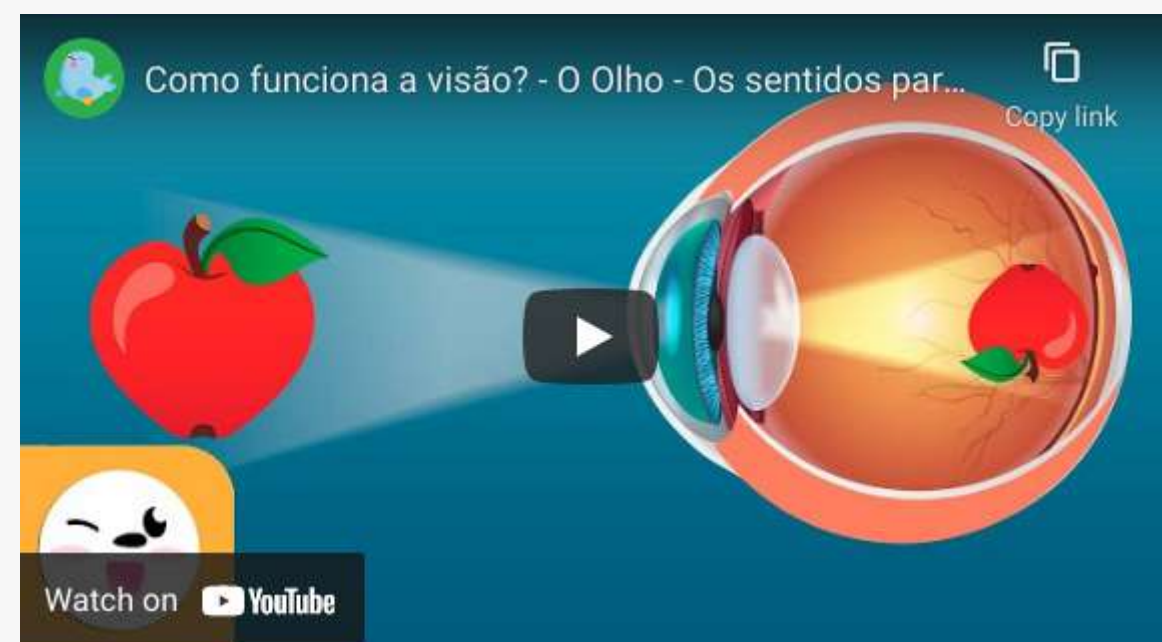 Como funciona a visão? - O Olho - Os sentidos par...
Copy link
Watch on YouTube